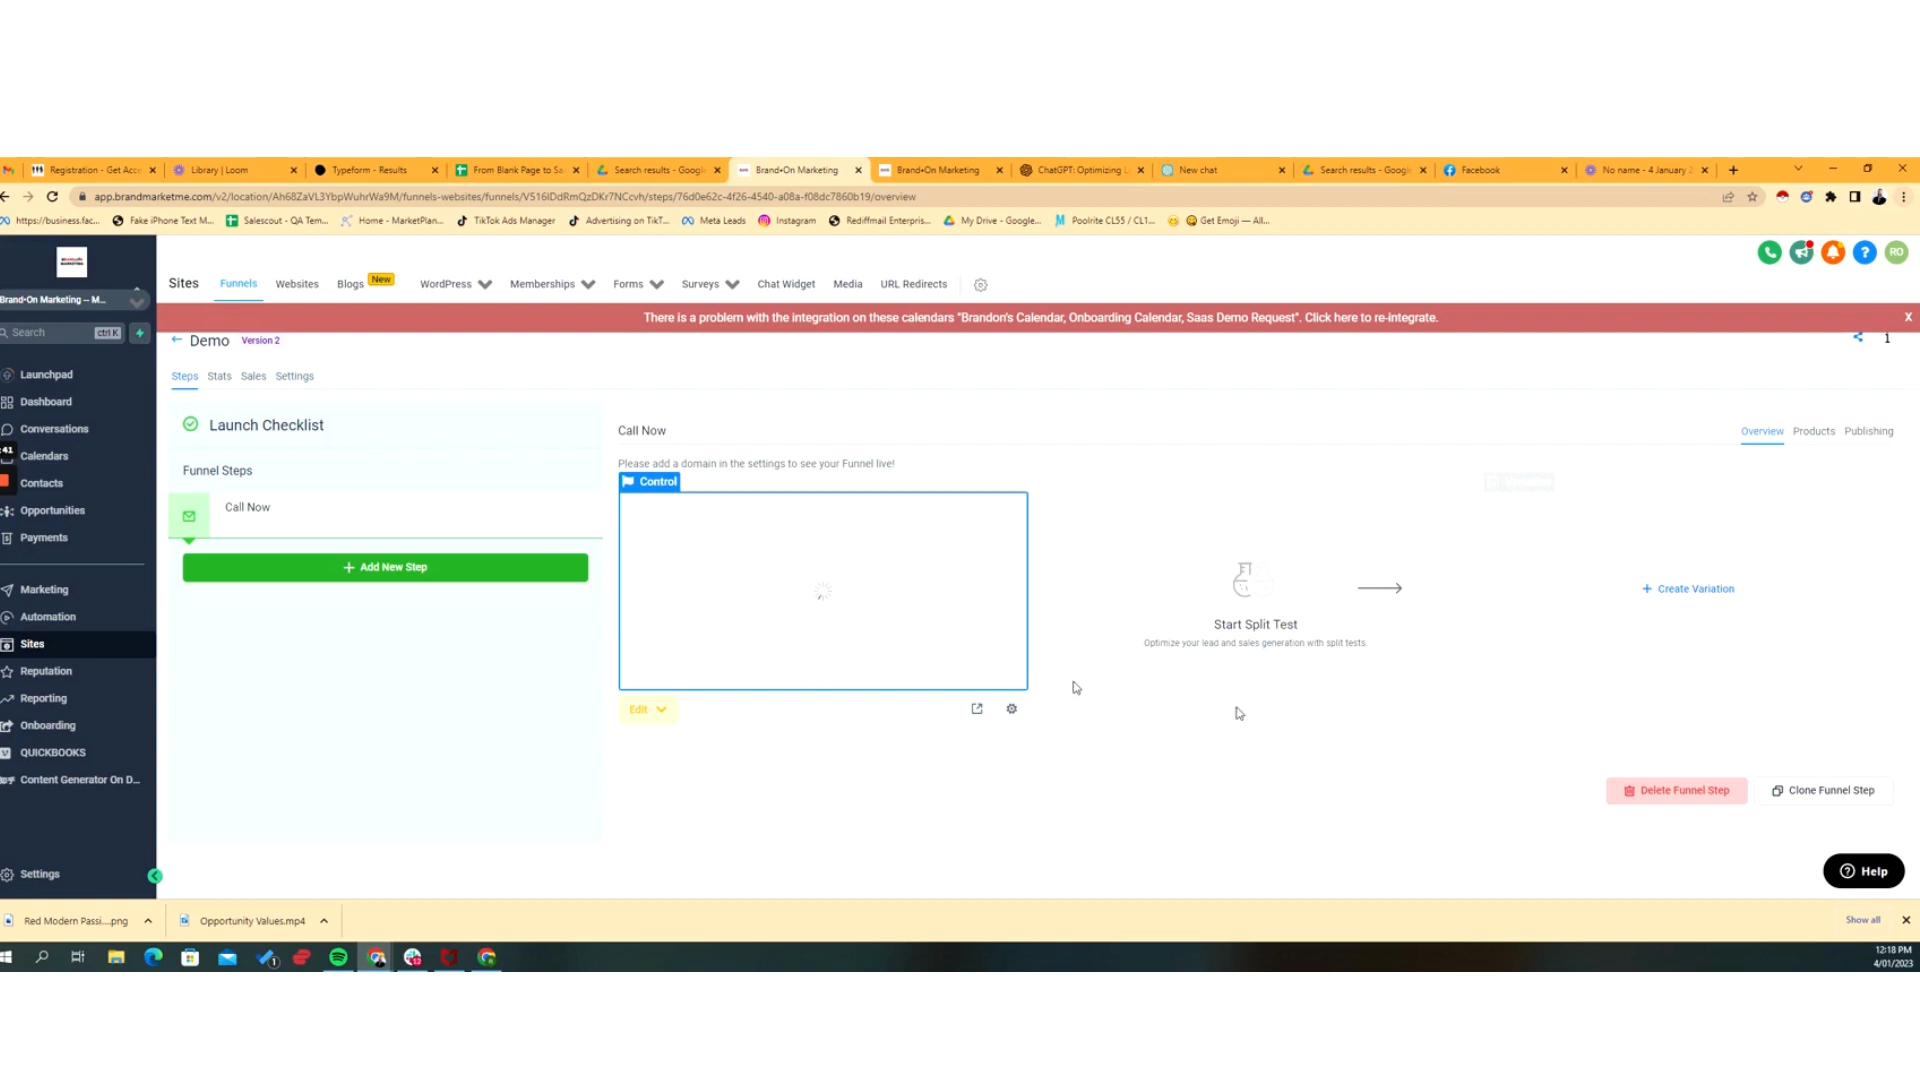 Registration - Get Acce
Library | Loom
Typeform - Results
From Blank Page to Sa
Search results - Google
Brand•On Marketing
Brand•On Marketing
ChatGPT: Optimizing L
New chat
Search results - Google
Facebook
No name - 4 January 2
app.brandmarketme.com/v2/location/Ah68ZaVL3YbpWuhrWa9M/funnels-websites/funnels/V516IDdRmQzDKr7NCcvh/steps/76d0e62c-4f26-4540-a08a-f08dc7860b19/overview
https://business.fac...
Fake iPhone Text M...
Salescout - QA Tem...
Home - MarketPlan...
TikTok Ads Manager
Advertising on TikT...
Meta Leads
Instagram
Rediffmail Enterpris...
My Drive - Google...
Poolrite CL55 / CL1...
Get Emoji — All...
RO
Sites
Funnels
Websites
Blogs
New
WordPress
Memberships
Forms
Surveys
Chat Widget
Media
URL Redirects
Brand•On Marketing -- M...
Search
ctrl K
There is a problem with the integration on these calendars "Brandon's Calendar, Onboarding Calendar, Saas Demo Request". Click here to re-integrate.
X
Demo
Version 2
1
Steps
Stats
Sales
Settings
Launchpad
Dashboard
Conversations
:41
Calendars
Contacts
Opportunities
Payments
Marketing
Automation
Sites
Reputation
Reporting
Onboarding
QUICKBOOKS
Content Generator On D...
Settings
Launch Checklist
Funnel Steps
Call Now
+ Add New Step
Call Now
Overview
Products
Publishing
Please add a domain in the settings to see your Funnel live!
Control
Variation
Start Split Test
Optimize your lead and sales generation with split tests.
+ Create Variation
Edit
Delete Funnel Step
Clone Funnel Step
Help
Red Modern Passi....png
Opportunity Values.mp4
Show all
12:18 PM
4/01/2023